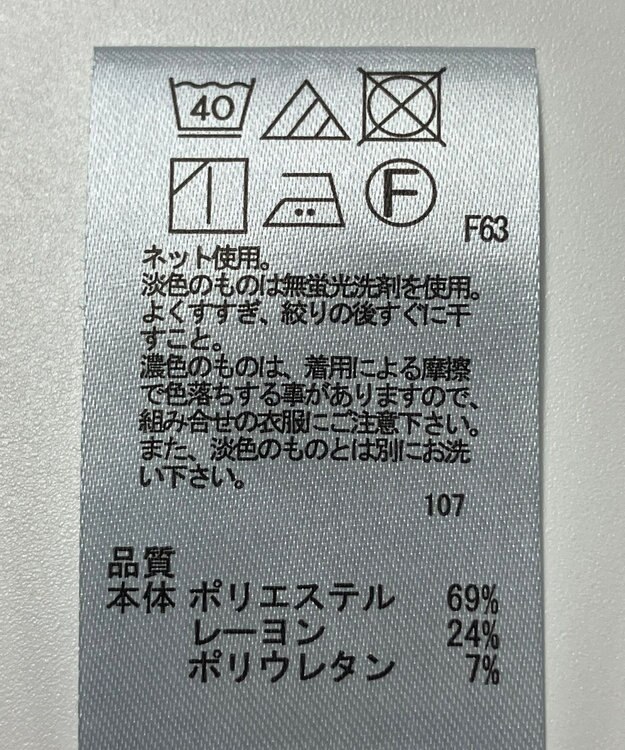 40
F
F63
ネット使用。
淡色のものは無蛍光洗剤を使用。
よくすすぎ、絞りの後すぐに干
すこと。
濃色のものは、着用による摩擦
で色落ちする事がありますので、
組み合せの衣服にご注意下さい。
また、淡色のものとは別にお洗
い下さい。
107
品質
本体 ポリエステル 69%
レーヨン 24%
ポリウレタン 7%